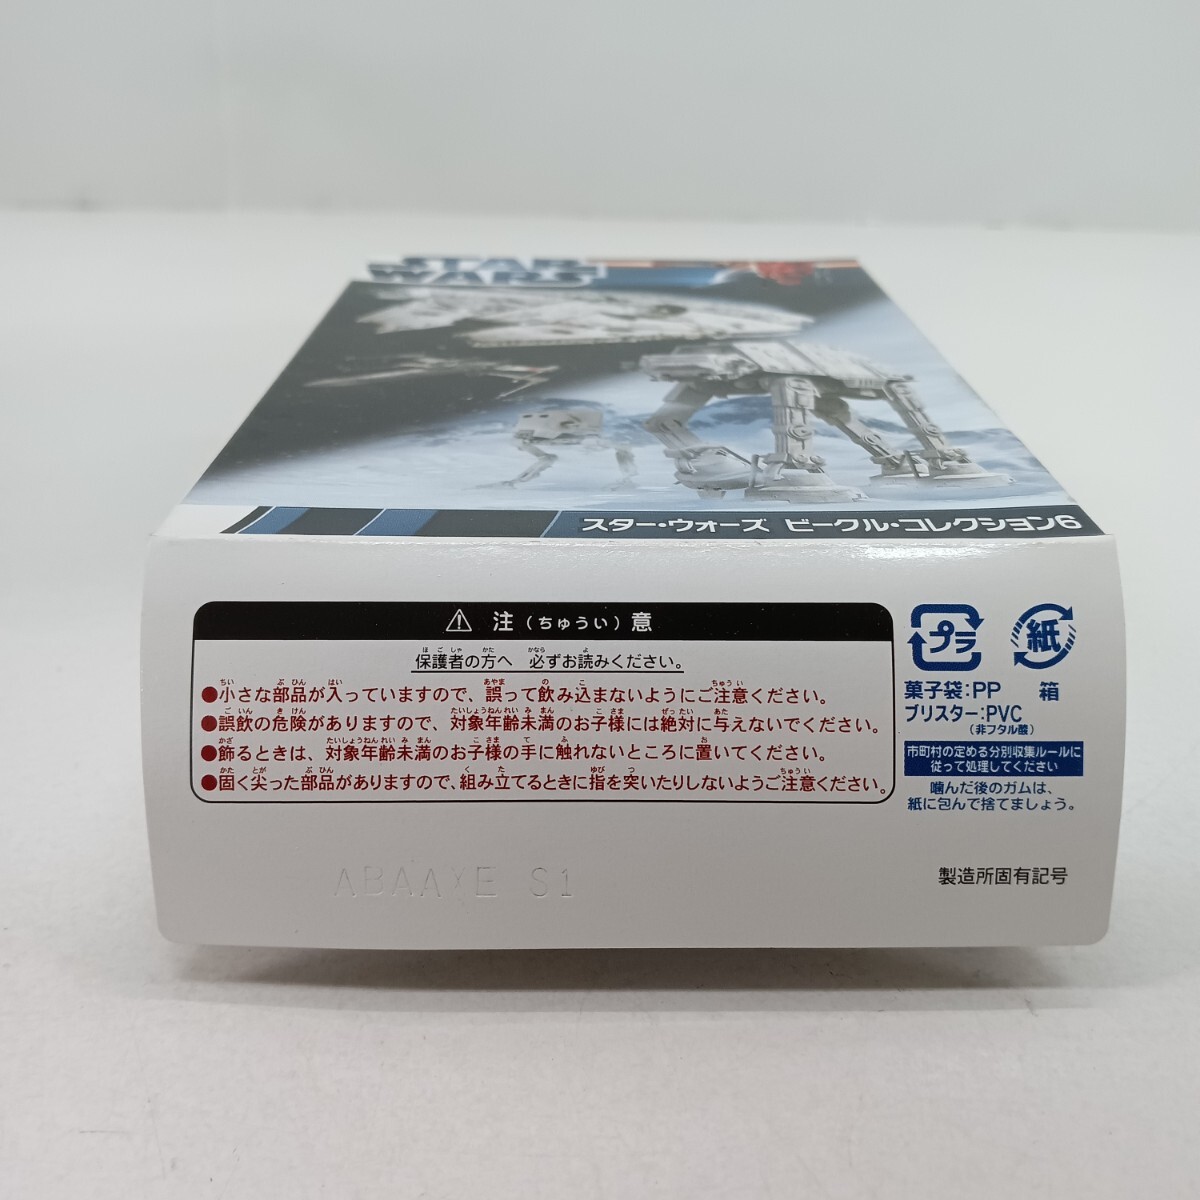 STAR
WARS
スター・ウォーズ ビークル・コレクション6
⚠ 注(ちゅうい)意
保護者の方へ 必ずお読みください。
●小さな部品が入っていますので、誤って飲み込まないようにご注意ください。
●誤飲の危険がありますので、対象年齢未満のお子様には絶対に与えないでください。
●飾るときは、対象年齢未満のお子様の手に触れないところに置いてください。
●固く尖った部品がありますので、組み立てるときに指を突いたりしないようご注意ください。
プラ
紙
菓子袋:PP 箱
ブリスター:PVC
(非フタル酸)
市町村の定める分別収集ルールに
従って処理してください
噛んだ後のガムは、
紙に包んで捨てましょう。
製造所固有記号
ABAAYE S1